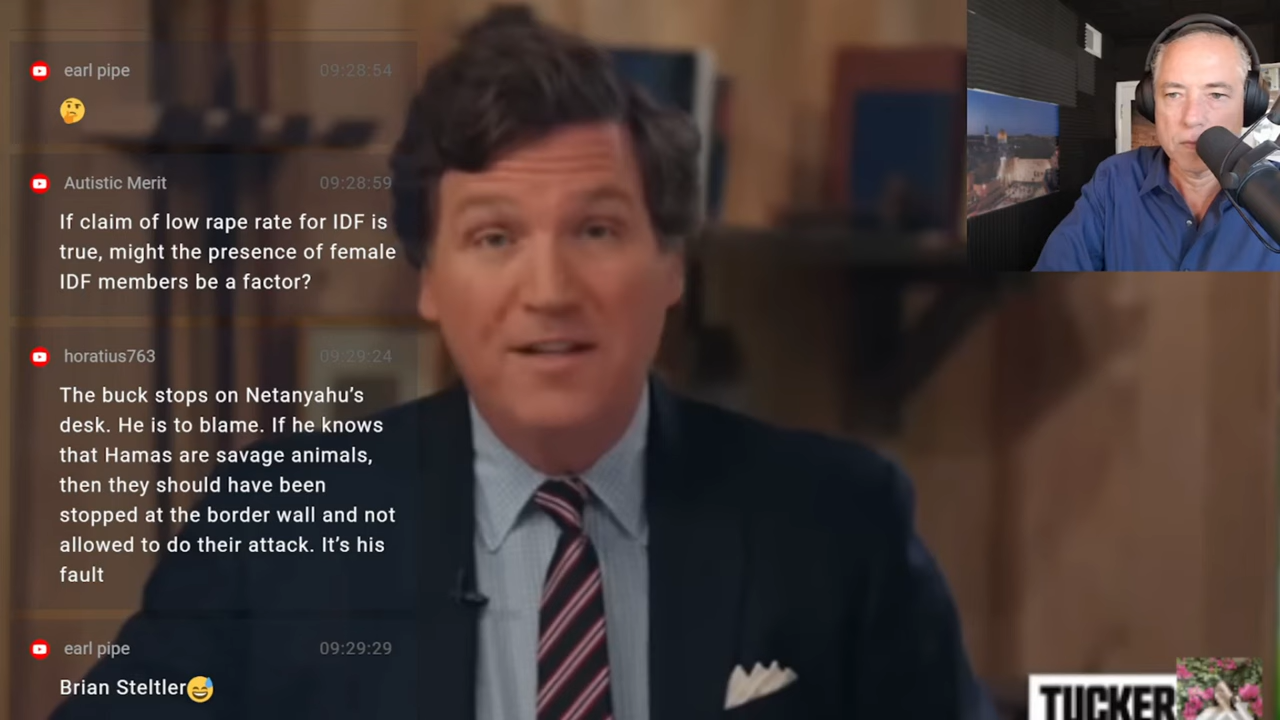 earl pipe 09:28:54
🤔
Autistic Merit 09:28:59
If claim of low rape rate for IDF is
true, might the presence of female
IDF members be a factor?
horatius763 09:29:24
The buck stops on Netanyahu’s
desk. He is to blame. If he knows
that Hamas are savage animals,
then they should have been
stopped at the border wall and not
allowed to do their attack. It’s his
fault
earl pipe 09:29:29
Brian Steltler😅
TUCKER